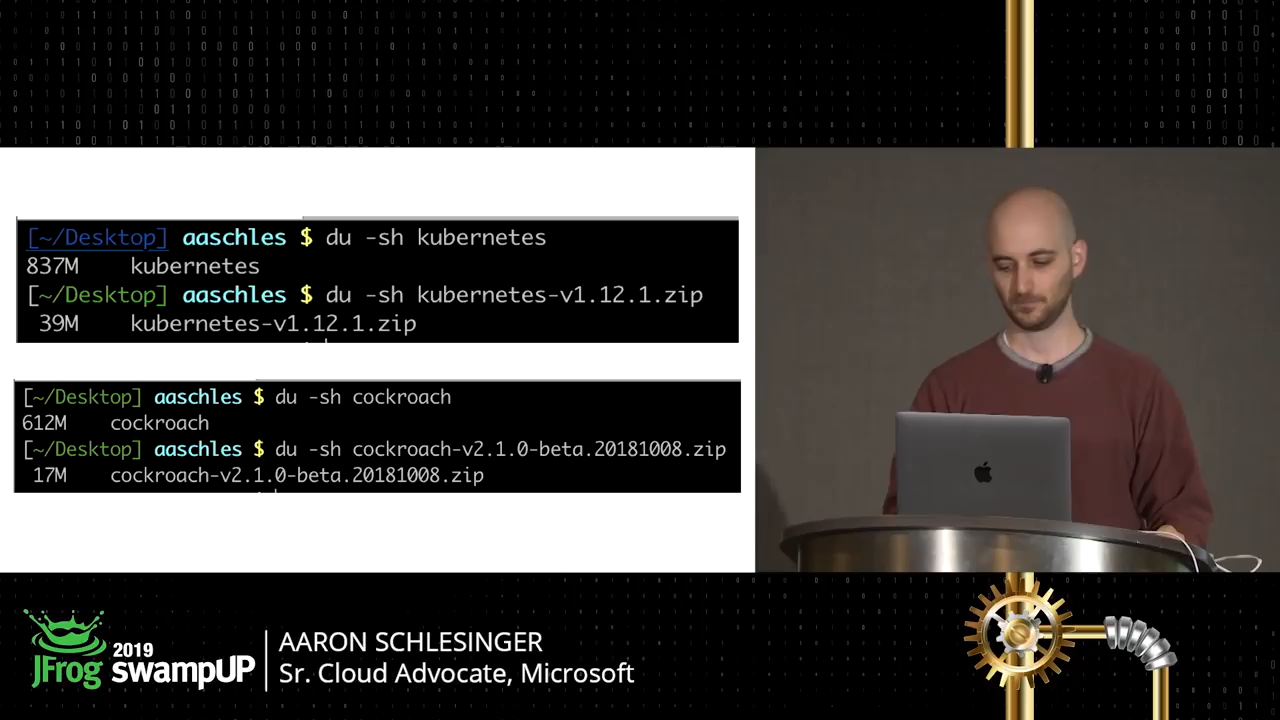 [~/Desktop] aaschles $ du -sh kubernetes
837M kubernetes
[~/Desktop] aaschles $ du -sh kubernetes-v1.12.1.zip
39M kubernetes-v1.12.1.zip
[~/Desktop] aaschles $ du -sh cockroach
612M cockroach
[~/Desktop] aaschles $ du -sh cockroach-v2.1.0-beta.20181008.zip
17M cockroach-v2.1.0-beta.20181008.zip
JFrog 2019 swampUP
AARON SCHLESINGER
Sr. Cloud Advocate, Microsoft